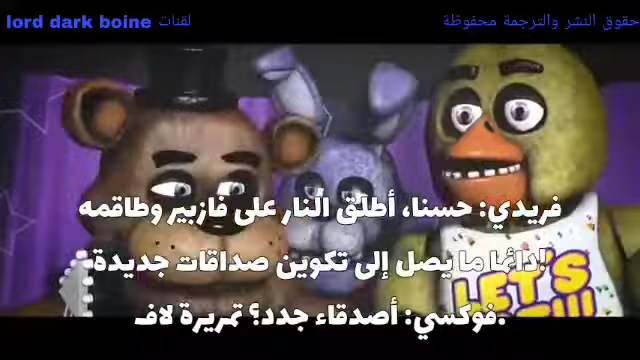 حقوق النشر والترجمة محفوظة
لقنات lord dark boine
فريدي: حسنا، أطلق النار على فازبير وطاقمه
دائما ما يصل إلى تكوين صداقات جديدة!
فوكسي: أصدقاء جدد؟ تمريرة لاف.
LET'S